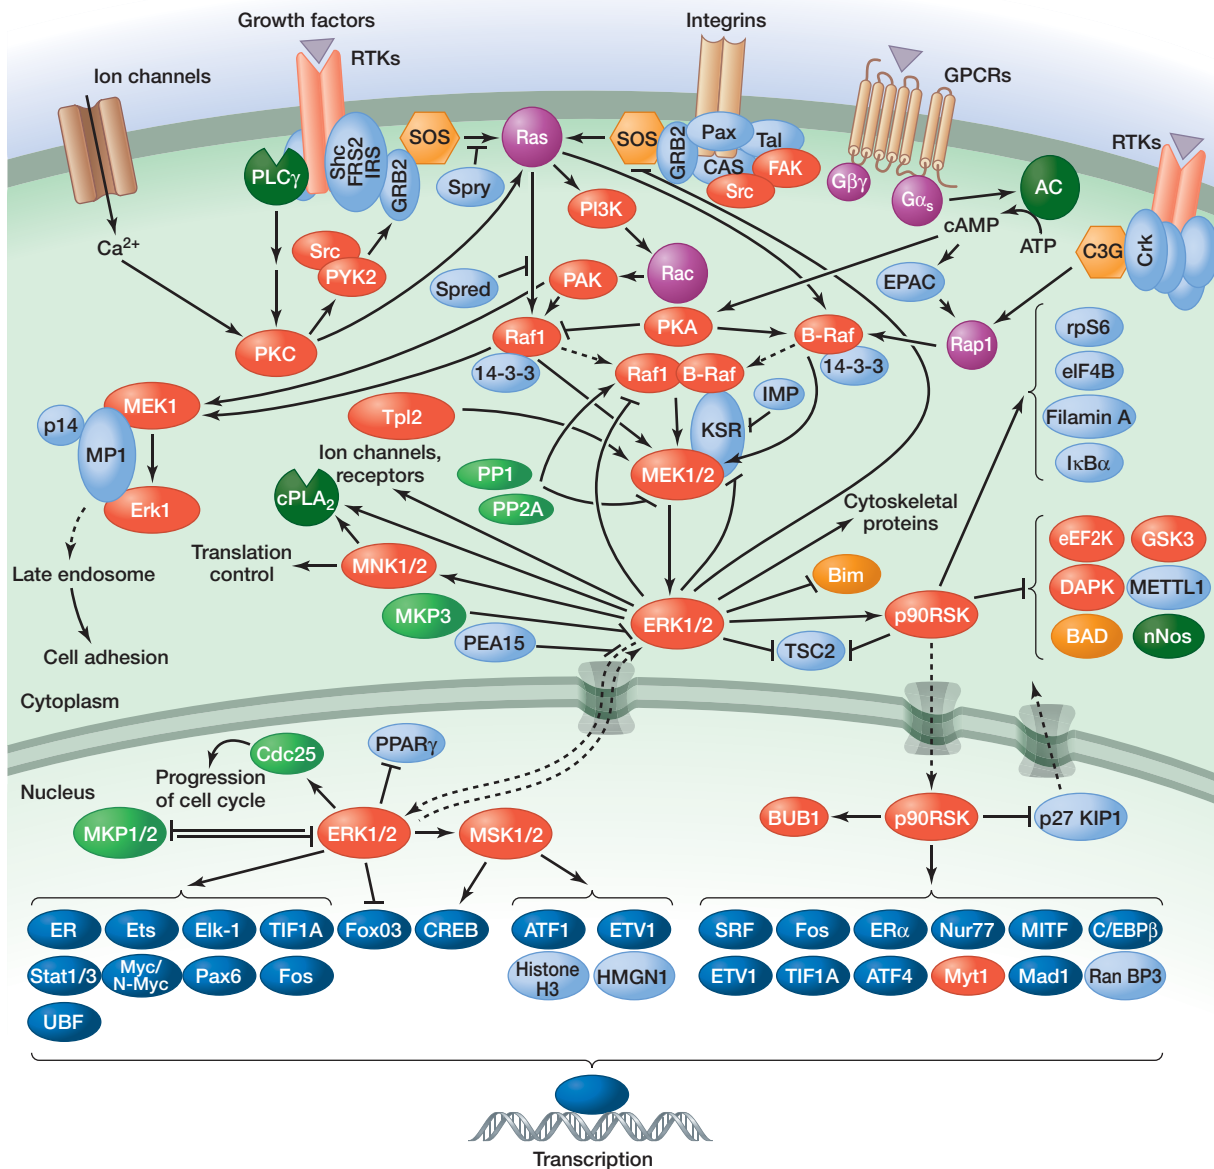 Growth factors
Integrins
RTKs
Ion channels
GPCRs
SOS
Ras
SOS
GRB2
Pax
Tal
CAS
FAK
Src
RTKs
Shc
FRS2
IRS
GRB2
PLCγ
Spry
Gβγ
Gαs
AC
PI3K
cAMP
ATP
C3G
Crk
Ca2+
Src
PYK2
Spred
PAK
Rac
EPAC
PKC
Raf1
14-3-3
PKA
B-Raf
14-3-3
Rap1
rpS6
eIF4B
Filamin A
IκBα
Raf1
B-Raf
IMP
KSR
MEK1
p14
MP1
Erk1
Tpl2
Ion channels,
receptors
PP1
PP2A
MEK1/2
cPLA2
Cytoskeletal
proteins
Translation
control
MNK1/2
Late endosome
Bim
eEF2K
GSK3
DAPK
METTL1
BAD
nNos
MKP3
ERK1/2
p90RSK
PEA15
TSC2
Cell adhesion
Cytoplasm
Cdc25
PPARγ
Progression
of cell cycle
Nucleus
MKP1/2
ERK1/2
MSK1/2
BUB1
p90RSK
p27 KIP1
ER
Ets
Elk-1
TIF1A
Fox03
CREB
ATF1
ETV1
SRF
Fos
ERα
Nur77
MITF
C/EBPβ
Stat1/3
Myc/
N-Myc
Pax6
Fos
Histone
H3
HMGN1
ETV1
TIF1A
ATF4
Myt1
Mad1
Ran BP3
UBF
Transcription